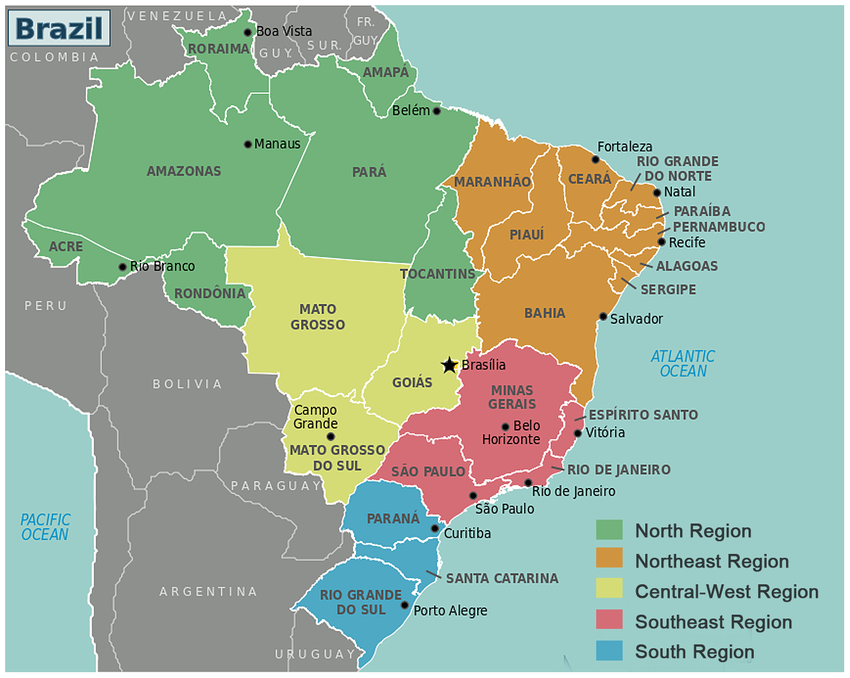 Brazil
VENEZUELA
COLOMBIA
GUY.
SUR.
FR.
GUY.
RORAIMA
Boa Vista
AMAPÁ
Belém
Manaus
AMAZONAS
PARÁ
Fortaleza
MARANHÃO
CEARÁ
RIO GRANDE
DO NORTE
Natal
PARAÍBA
PERNAMBUCO
PIAUÍ
Recife
ACRE
Rio Branco
ALAGOAS
TOCANTINS
SERGIPE
RONDÔNIA
PERU
MATO
GROSSO
BAHIA
Salvador
ATLANTIC
OCEAN
Brasília
BOLIVIA
GOIÁS
MINAS
GERAIS
Campo
Grande
ESPÍRITO SANTO
Belo
Horizonte
Vitória
MATO GROSSO
DO SUL
SÃO PAULO
RIO DE JANEIRO
PARAGUAY
Rio de Janeiro
São Paulo
PACIFIC
OCEAN
PARANÁ
Curitiba
SANTA CATARINA
ARGENTINA
RIO GRANDE
DO SUL
Porto Alegre
URUGUAY
North Region
Northeast Region
Central-West Region
Southeast Region
South Region